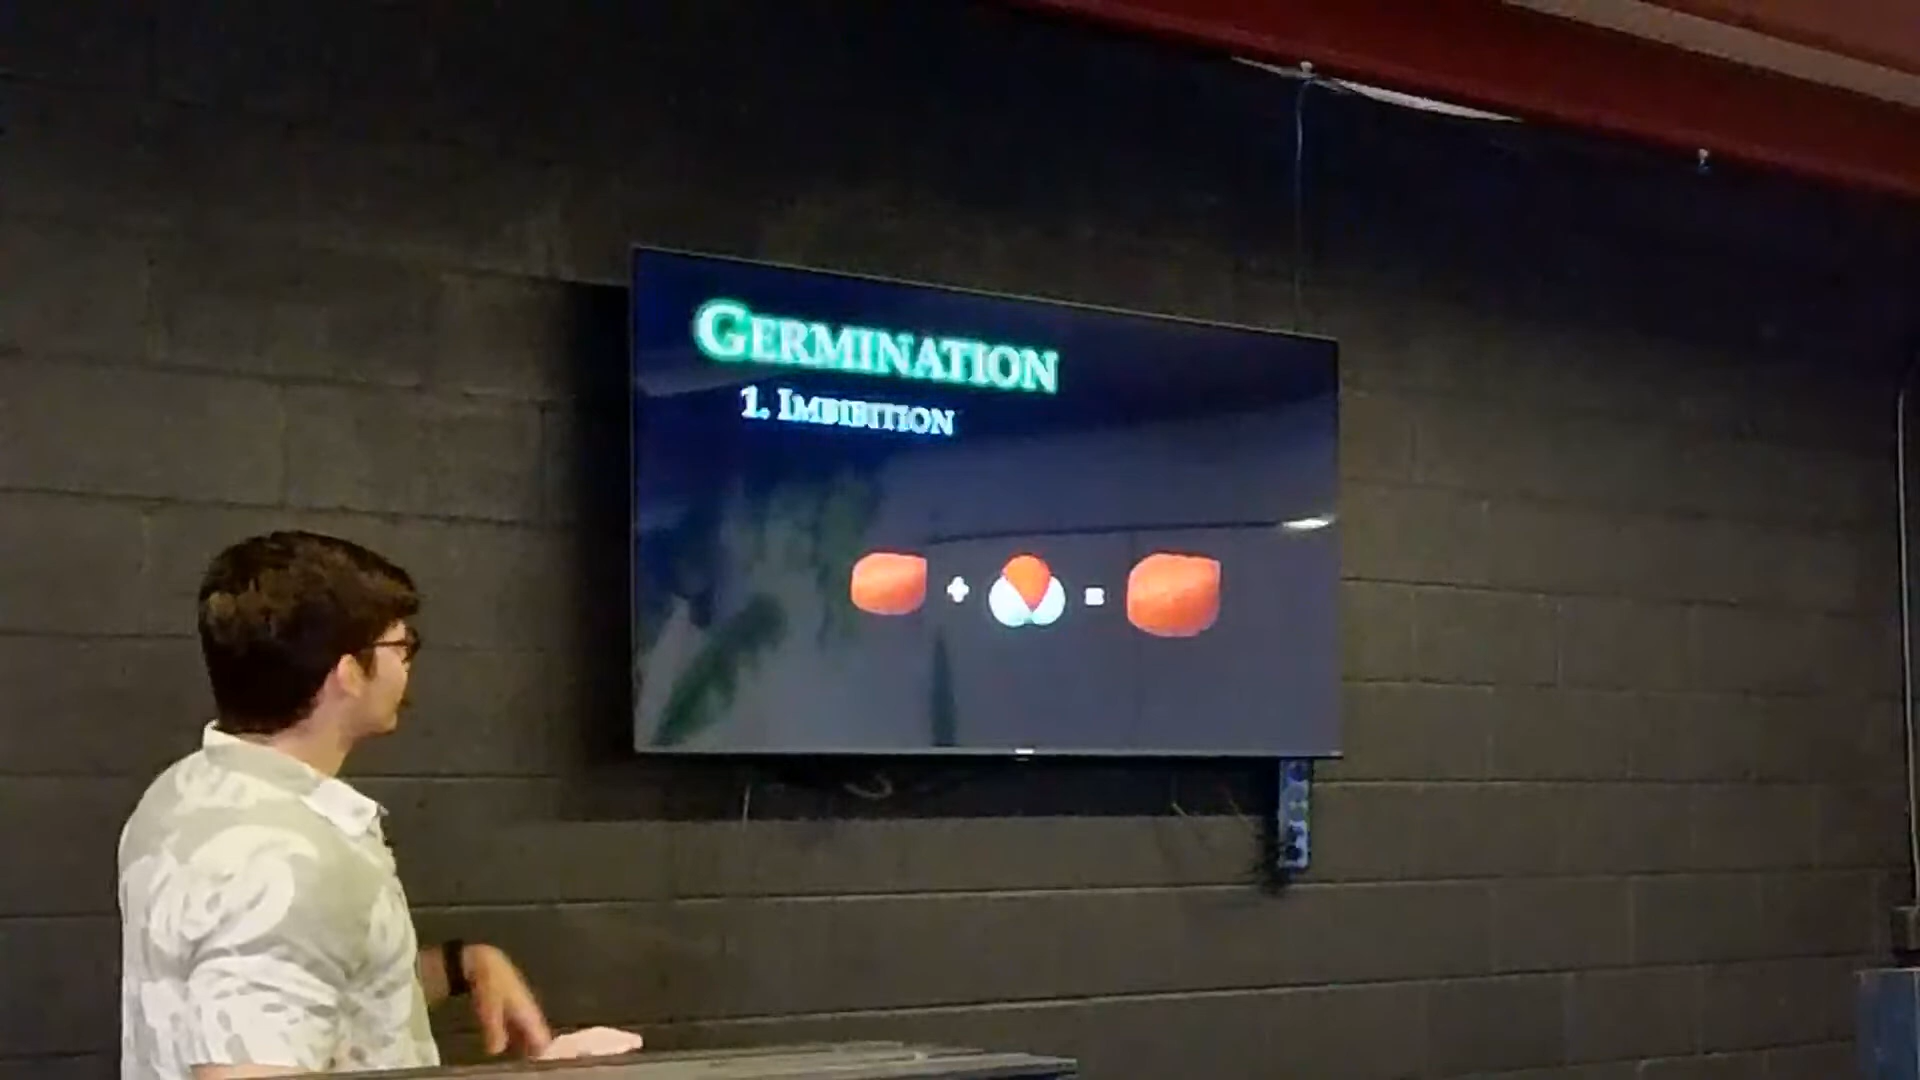 GERMINATION
1. IMBIBITION
+
=